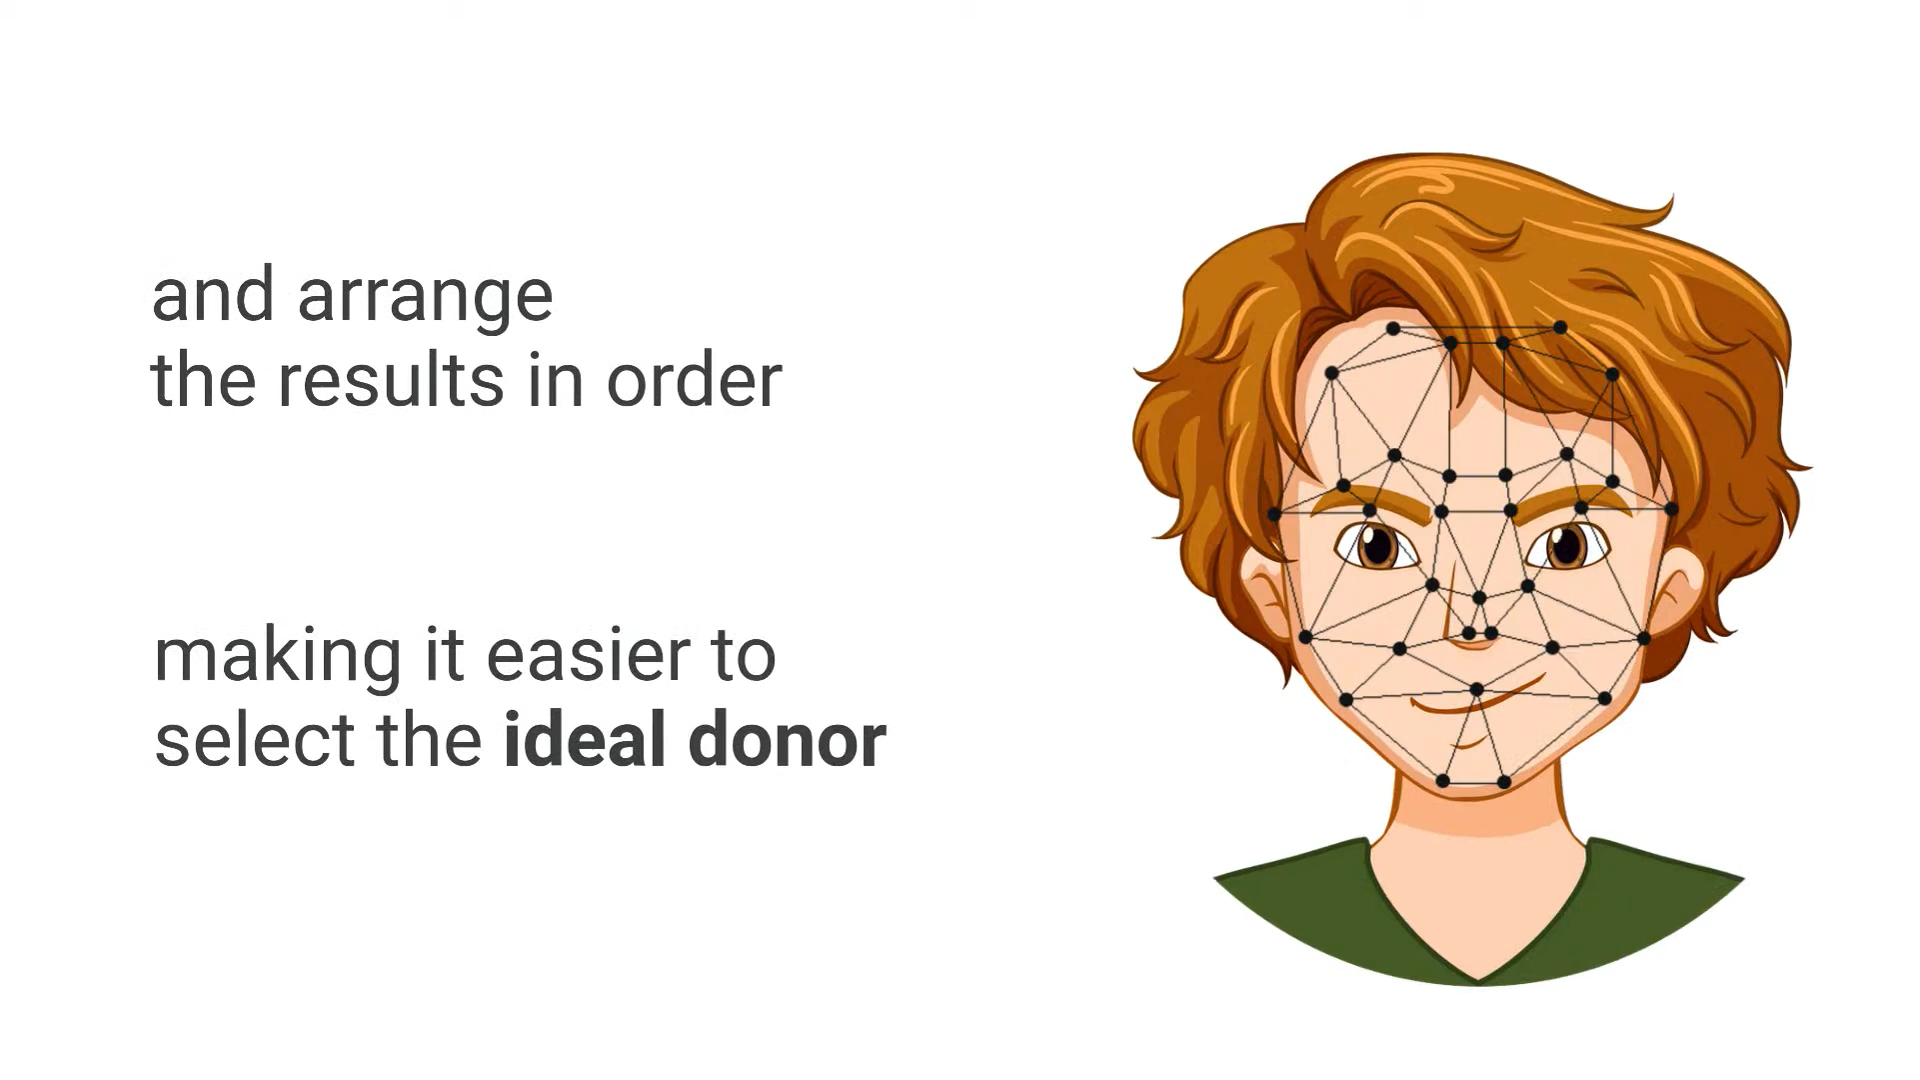 and arrange
the results in order
making it easier to
select the ideal donor